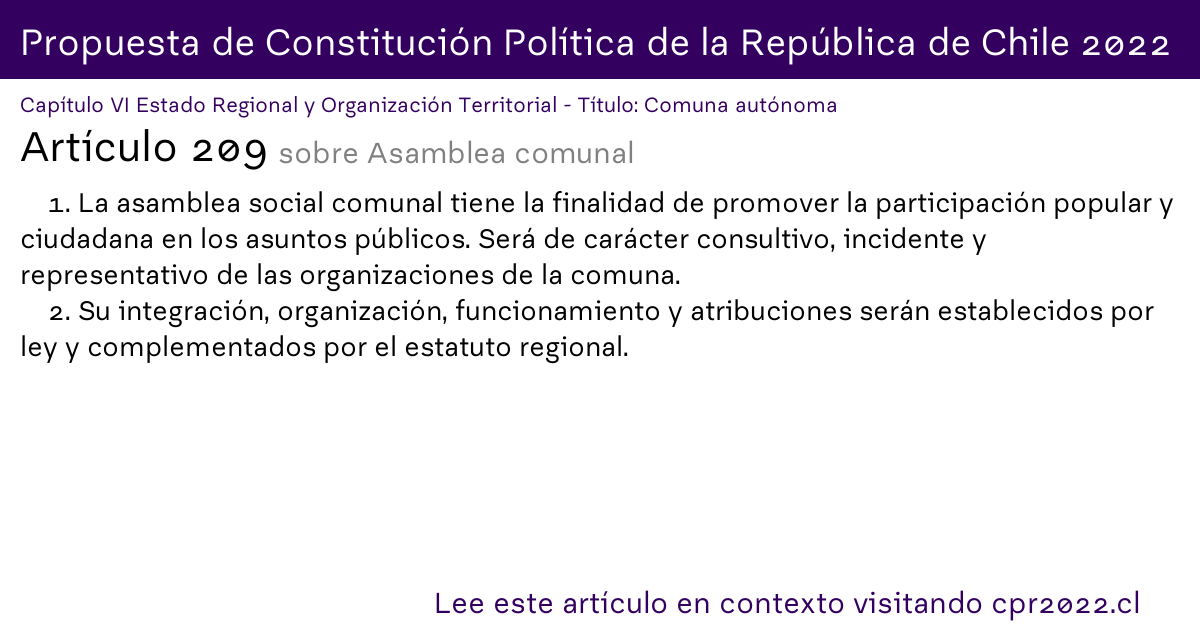 Propuesta de Constitución Política de la República de Chile 2022
Capítulo VI Estado Regional y Organización Territorial - Título: Comuna autónoma
Artículo 209 sobre Asamblea comunal
1. La asamblea social comunal tiene la finalidad de promover la participación popular y
ciudadana en los asuntos públicos. Será de carácter consultivo, incidente y
representativo de las organizaciones de la comuna.
2. Su integración, organización, funcionamiento y atribuciones serán establecidos por
ley y complementados por el estatuto regional.
Lee este artículo en contexto visitando cpr2022.cl